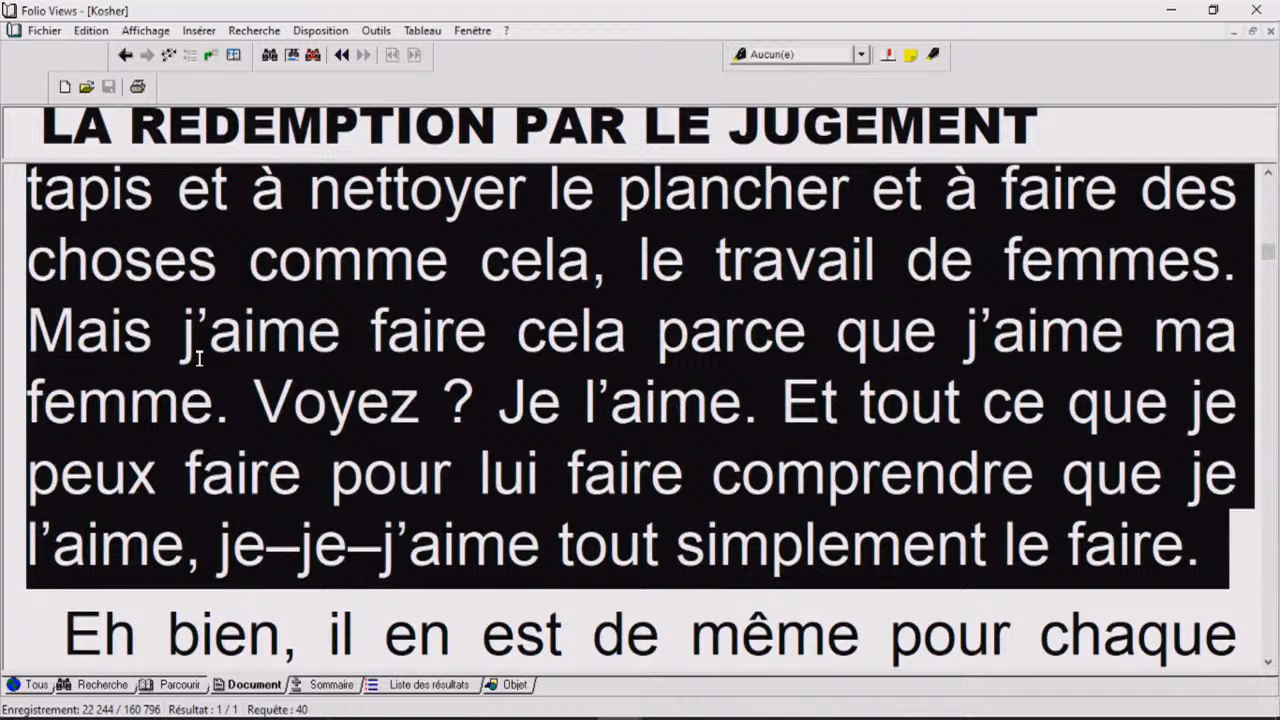 Folio Views - [Kosher]
Fichier Edition Affichage Insérer Recherche Disposition Outils Tableau Fenêtre ?
Aucun(e)
LA REDEMPTION PAR LE JUGEMENT
tapis et à nettoyer le plancher et à faire des
choses comme cela, le travail de femmes.
Mais j’aime faire cela parce que j’aime ma
femme. Voyez ? Je l’aime. Et tout ce que je
peux faire pour lui faire comprendre que je
l’aime, je–je–j’aime tout simplement le faire.
Eh bien, il en est de même pour chaque
Tous Recherche Parcourir Document Sommaire Liste des résultats Objet
Enregistrement: 22 244 / 160 796 Résultat : 1 / 1 Requête : 40